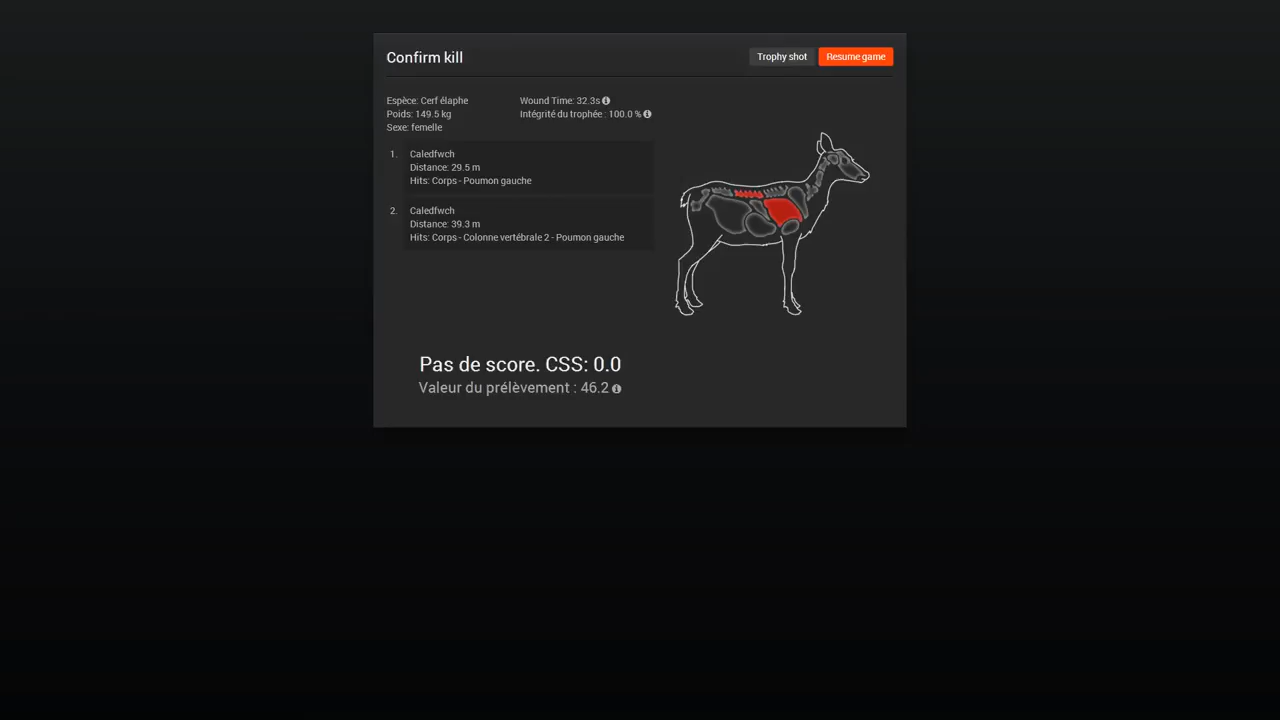 Confirm kill
Trophy shot
Resume game
Espèce: Cerf élaphe
Poids: 149.5 kg
Sexe: femelle
Wound Time: 32.3s
Intégrité du trophée : 100.0 %
1.
Caledfwch
Distance: 29.5 m
Hits: Corps - Poumon gauche
2.
Caledfwch
Distance: 39.3 m
Hits: Corps - Colonne vertébrale 2 - Poumon gauche
Pas de score. CSS: 0.0
Valeur du prélèvement : 46.2